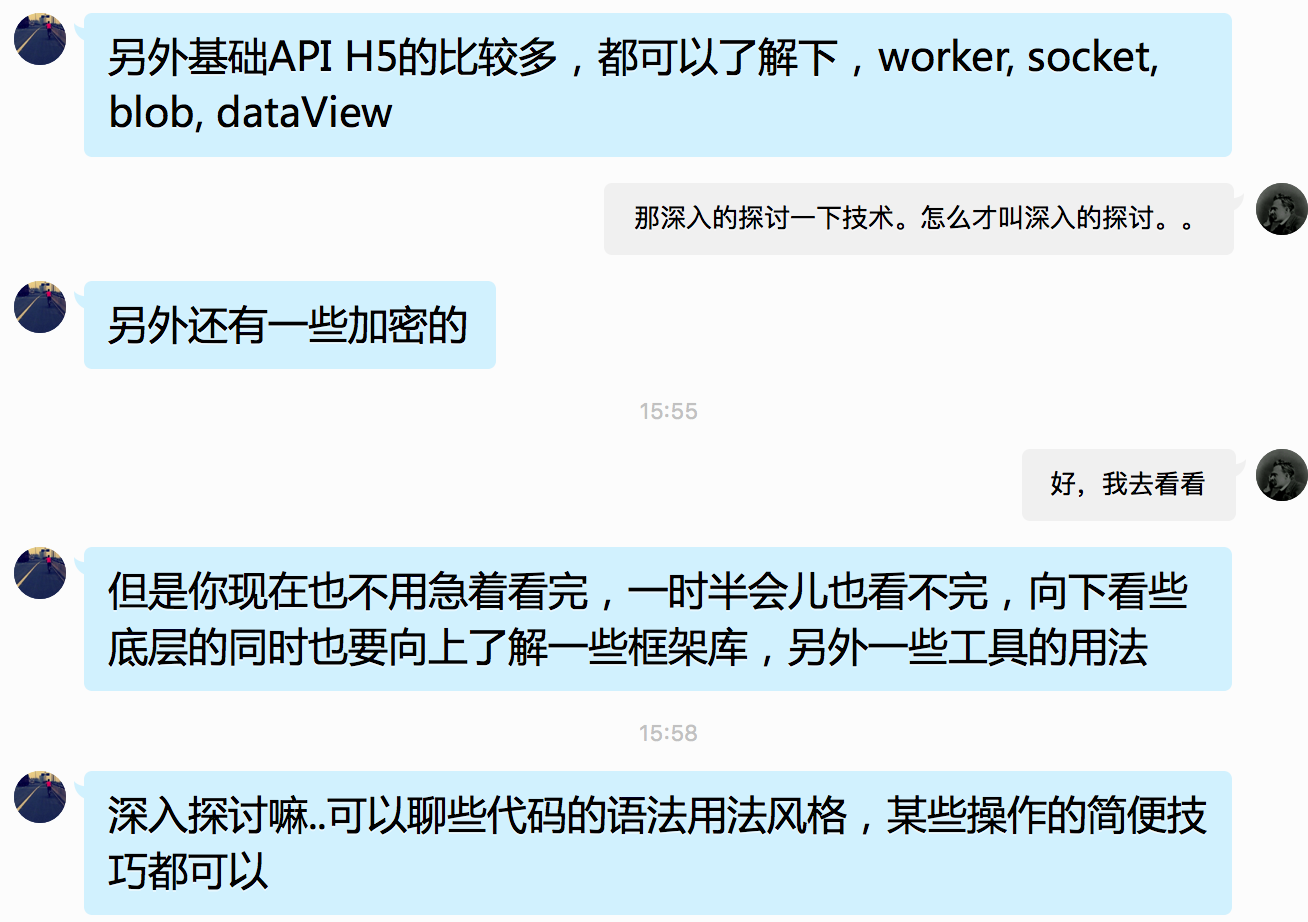 另外基础API H5的比较多，都可以了解下，worker, socket,
blob, dataView
那深入的探讨一下技术。怎么才叫深入的探讨。。
另外还有一些加密的
15:55
好，我去看看
但是你现在也不用急着看完，一时半会儿也看不完，向下看些
底层的同时也要向上了解一些框架库，另外一些工具的用法
15:58
深入探讨嘛..可以聊些代码的语法用法风格，某些操作的简便技
巧都可以